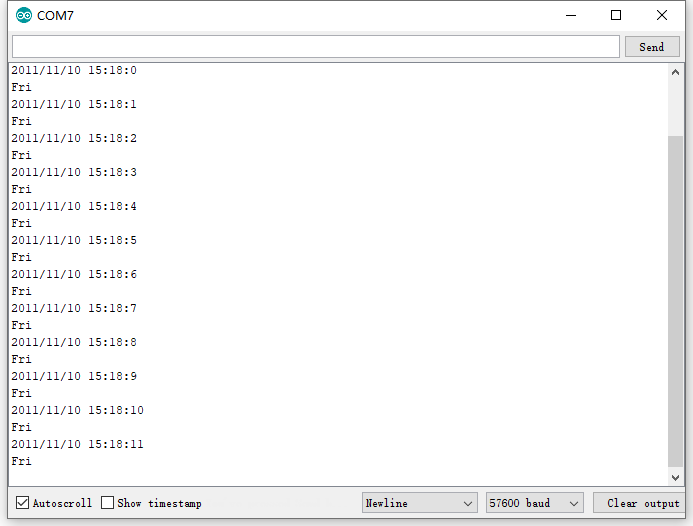 COM7
Send
2011/11/10 15:18:0
Fri
2011/11/10 15:18:1
Fri
2011/11/10 15:18:2
Fri
2011/11/10 15:18:3
Fri
2011/11/10 15:18:4
Fri
2011/11/10 15:18:5
Fri
2011/11/10 15:18:6
Fri
2011/11/10 15:18:7
Fri
2011/11/10 15:18:8
Fri
2011/11/10 15:18:9
Fri
2011/11/10 15:18:10
Fri
2011/11/10 15:18:11
Fri
Autoscroll Show timestamp Newline 57600 baud Clear output